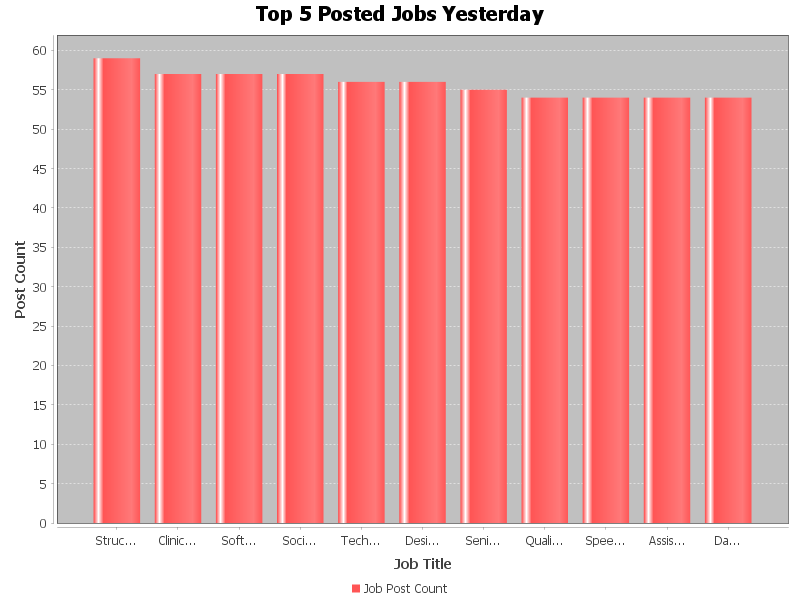 Top 5 Posted Jobs Yesterday
60
55
50
45
40
35
30
25
20
15
10
5
0
Post Count
Struc... Clinic... Soft... Soci... Tech... Desi... Seni... Quali... Spee... Assis... Da...
Job Title
Job Post Count